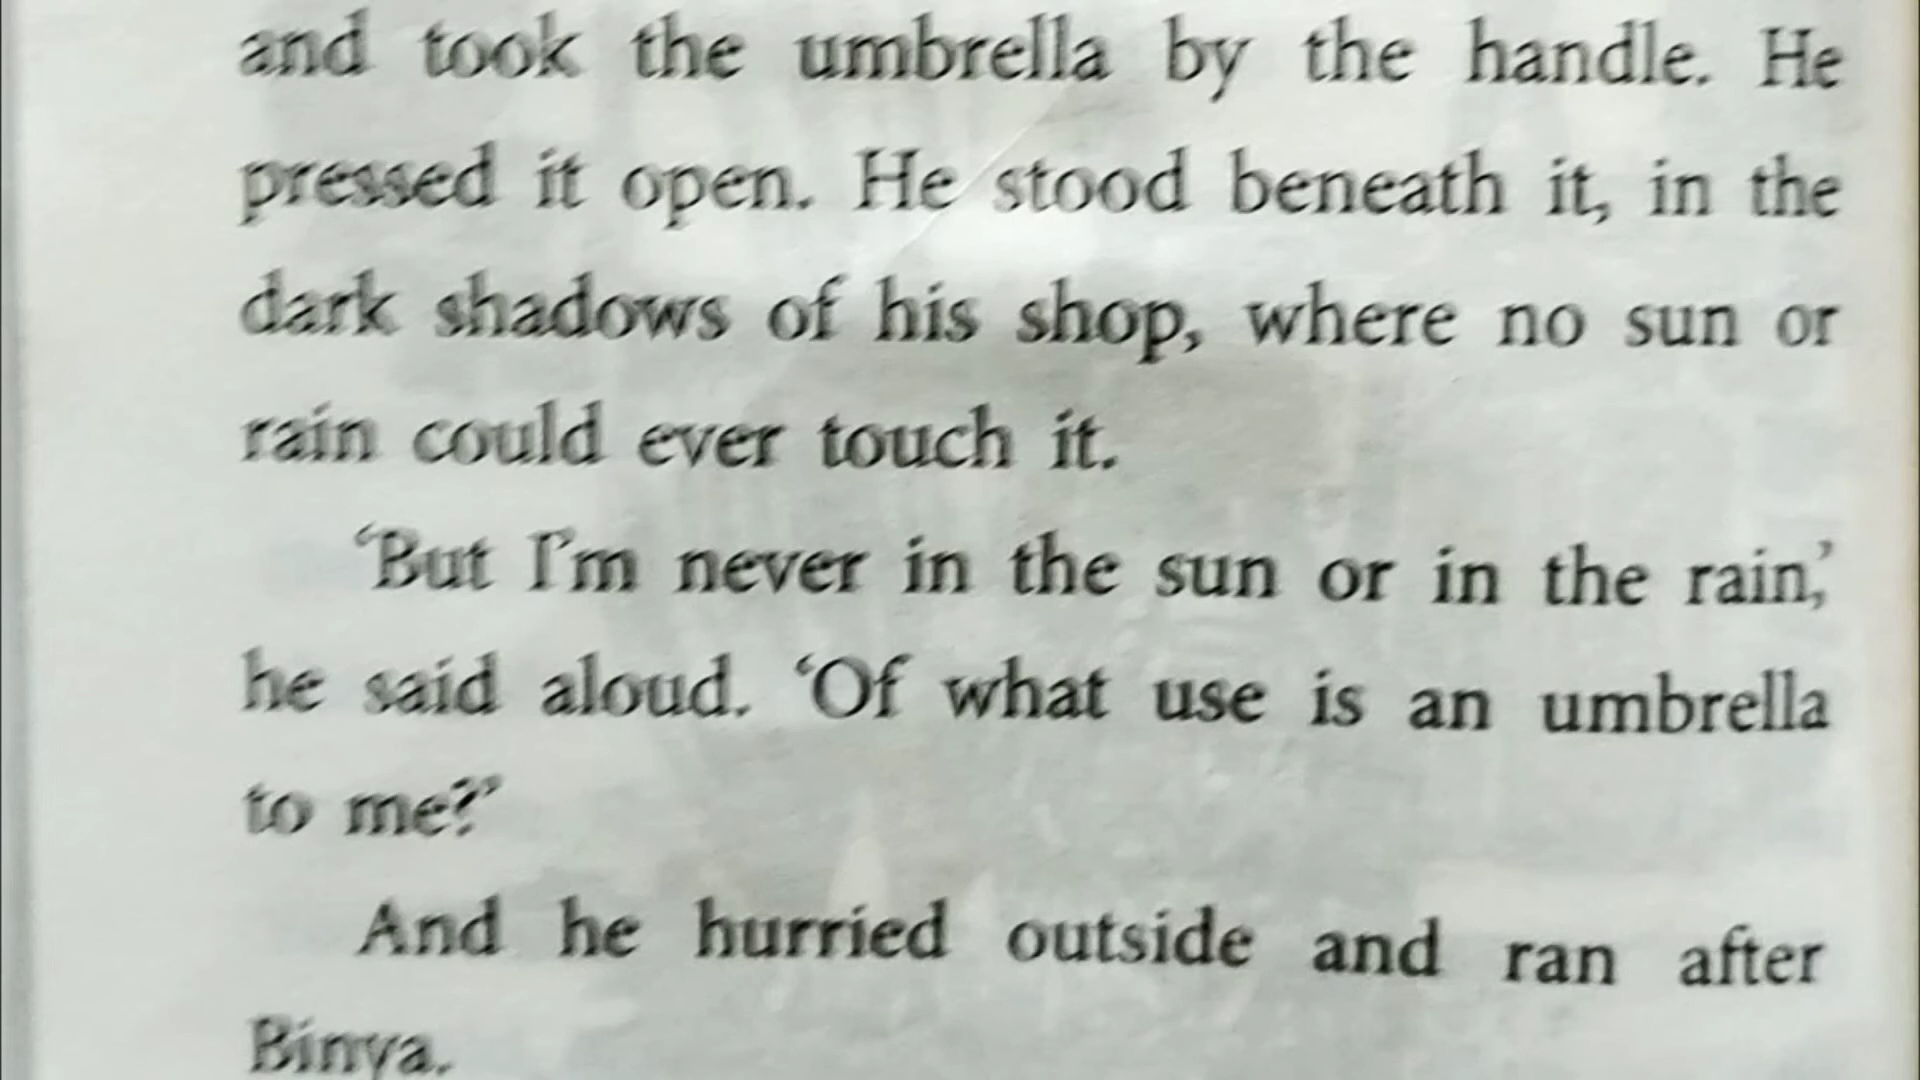 and took the umbrella by the handle. He
pressed it open. He stood beneath it, in the
dark shadows of his shop, where no sun or
rain could ever touch it.
‘But I’m never in the sun or in the rain,’
he said aloud. ‘Of what use is an umbrella
to me?’
And he hurried outside and ran after
Binya.